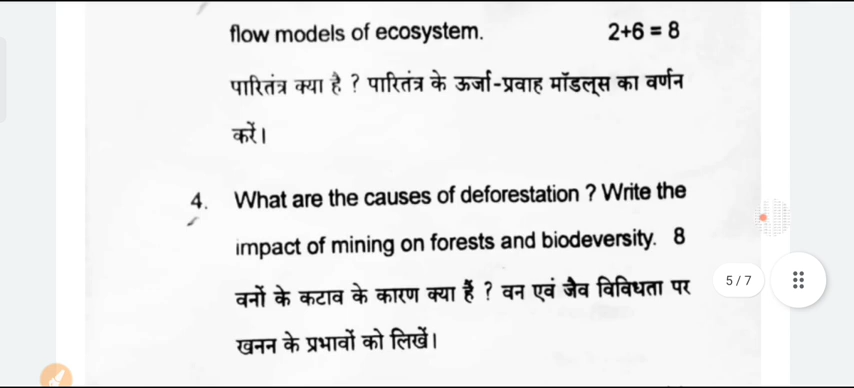 flow models of ecosystem. 2+6 = 8
पारितंत्र क्या है ? पारितंत्र के ऊर्जा-प्रवाह मॉडल्स का वर्णन
करें।
4. What are the causes of deforestation ? Write the
impact of mining on forests and biodeversity. 8
वनों के कटाव के कारण क्या हैं ? वन एवं जैव विविधता पर
खनन के प्रभावों को लिखें।
5 / 7